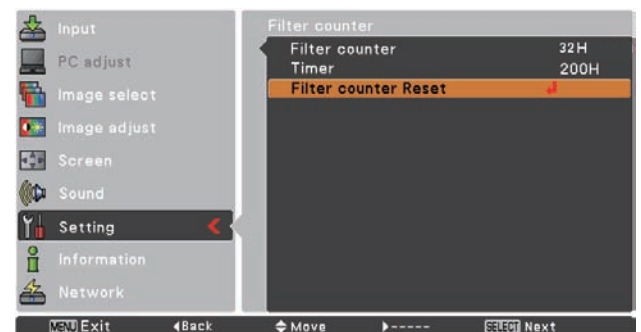 Input
PC adjust
Image select
Image adjust
Screen
Sound
Setting
Information
Network
Filter counter
Filter counter 32H
Timer 200H
Filter counter Reset
MENU Exit ◀Back Move ▶----- SELECT Next